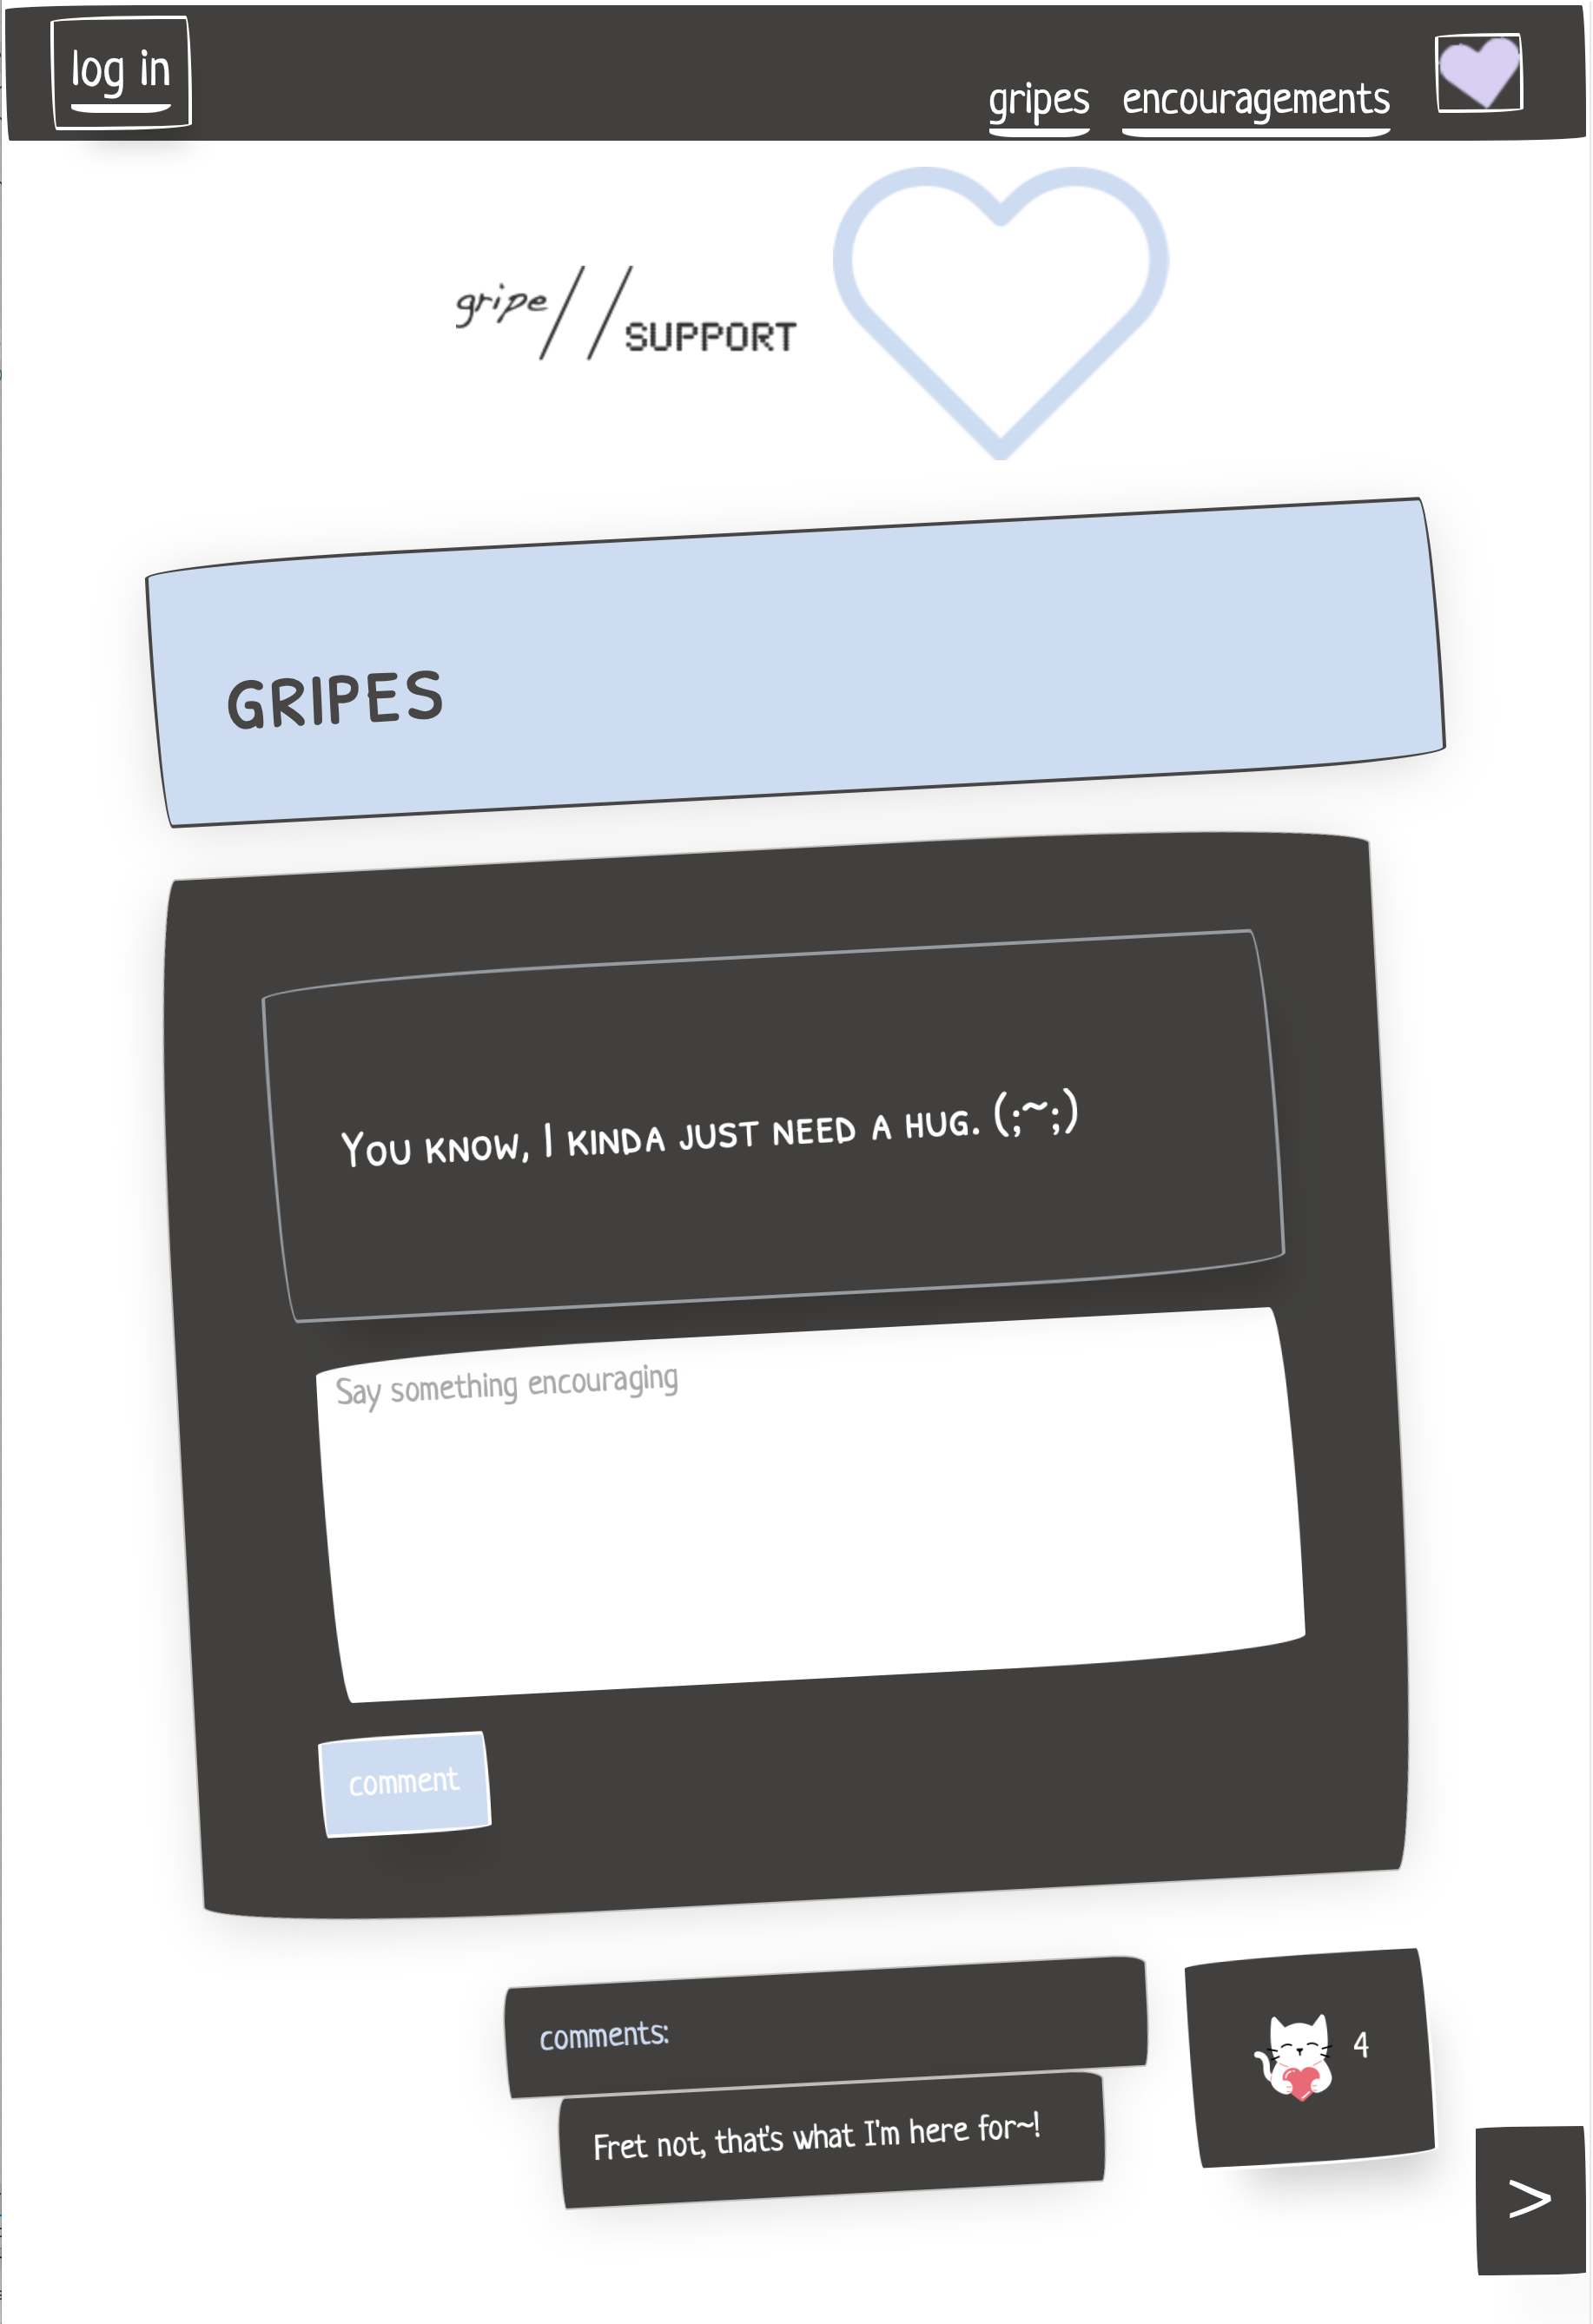 log in
gripes encouragements
gripe//SUPPORT
GRIPES
You know, I kinda just need a hug. (;~;)
Say something encouraging
comment
comments:
4
Fret not, that's what I'm here for~!
>